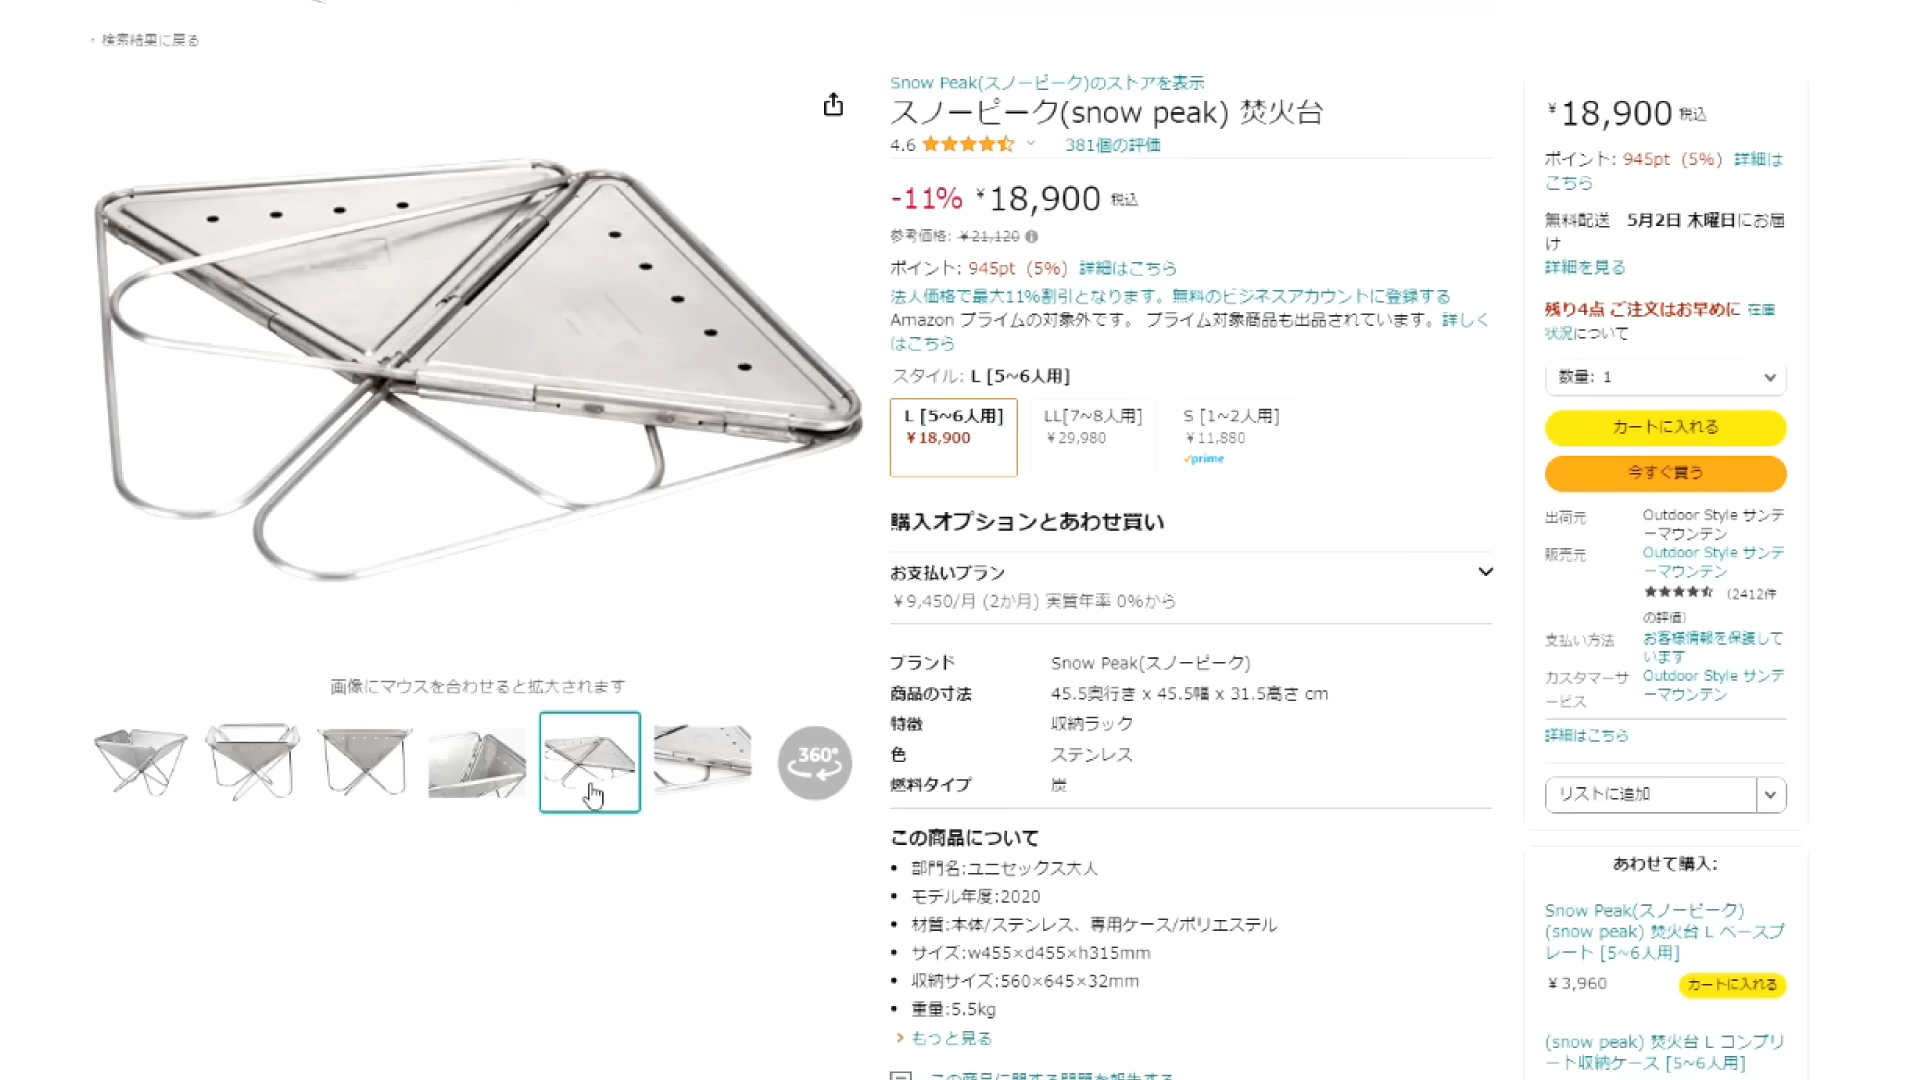 ‹ 検索結果に戻る
Snow Peak(スノーピーク)のストアを表示
スノーピーク(snow peak) 焚火台
4.6
381個の評価
-11% ¥18,900 税込
参考価格: ¥21,120
ポイント: 945pt (5%) 詳細はこちら
法人価格で最大11%割引となります。無料のビジネスアカウントに登録する
Amazon プライムの対象外です。 プライム対象商品も出品されています。詳しく
はこちら
スタイル: L [5~6人用]
L [5~6人用]
¥18,900
LL[7~8人用]
¥29,980
S [1~2人用]
¥11,880
prime
購入オプションとあわせ買い
お支払いプラン
¥9,450/月 (2か月) 実質年率 0%から
ブランド Snow Peak(スノーピーク)
商品の寸法 45.5奥行き x 45.5幅 x 31.5高さ cm
特徴 収納ラック
色 ステンレス
燃料タイプ 炭
この商品について
• 部門名:ユニセックス大人
• モデル年度:2020
• 材質:本体/ステンレス、専用ケース/ポリエステル
• サイズ:w455×d455×h315mm
• 収納サイズ:560×645×32mm
• 重量:5.5kg
› もっと見る
この商品に関する問題を報告する
画像にマウスを合わせると拡大されます
360°
¥18,900 税込
ポイント: 945pt (5%) 詳細は
こちら
無料配送 5月2日 木曜日にお届
け
詳細を見る
残り4点 ご注文はお早めに 在庫
状況について
数量: 1
カートに入れる
今すぐ買う
出荷元 Outdoor Style サンデ
ーマウンテン
販売元 Outdoor Style サンデ
ーマウンテン
(2412件
の評価)
支払い方法 お客様情報を保護して
います
カスタマーサ
ービス
Outdoor Style サンデ
ーマウンテン
詳細はこちら
リストに追加
あわせて購入:
Snow Peak(スノーピーク)
(snow peak) 焚火台 L ベースプ
レート [5~6人用]
¥3,960 カートに入れる
(snow peak) 焚火台 L コンプリ
ート収納ケース [5~6人用]